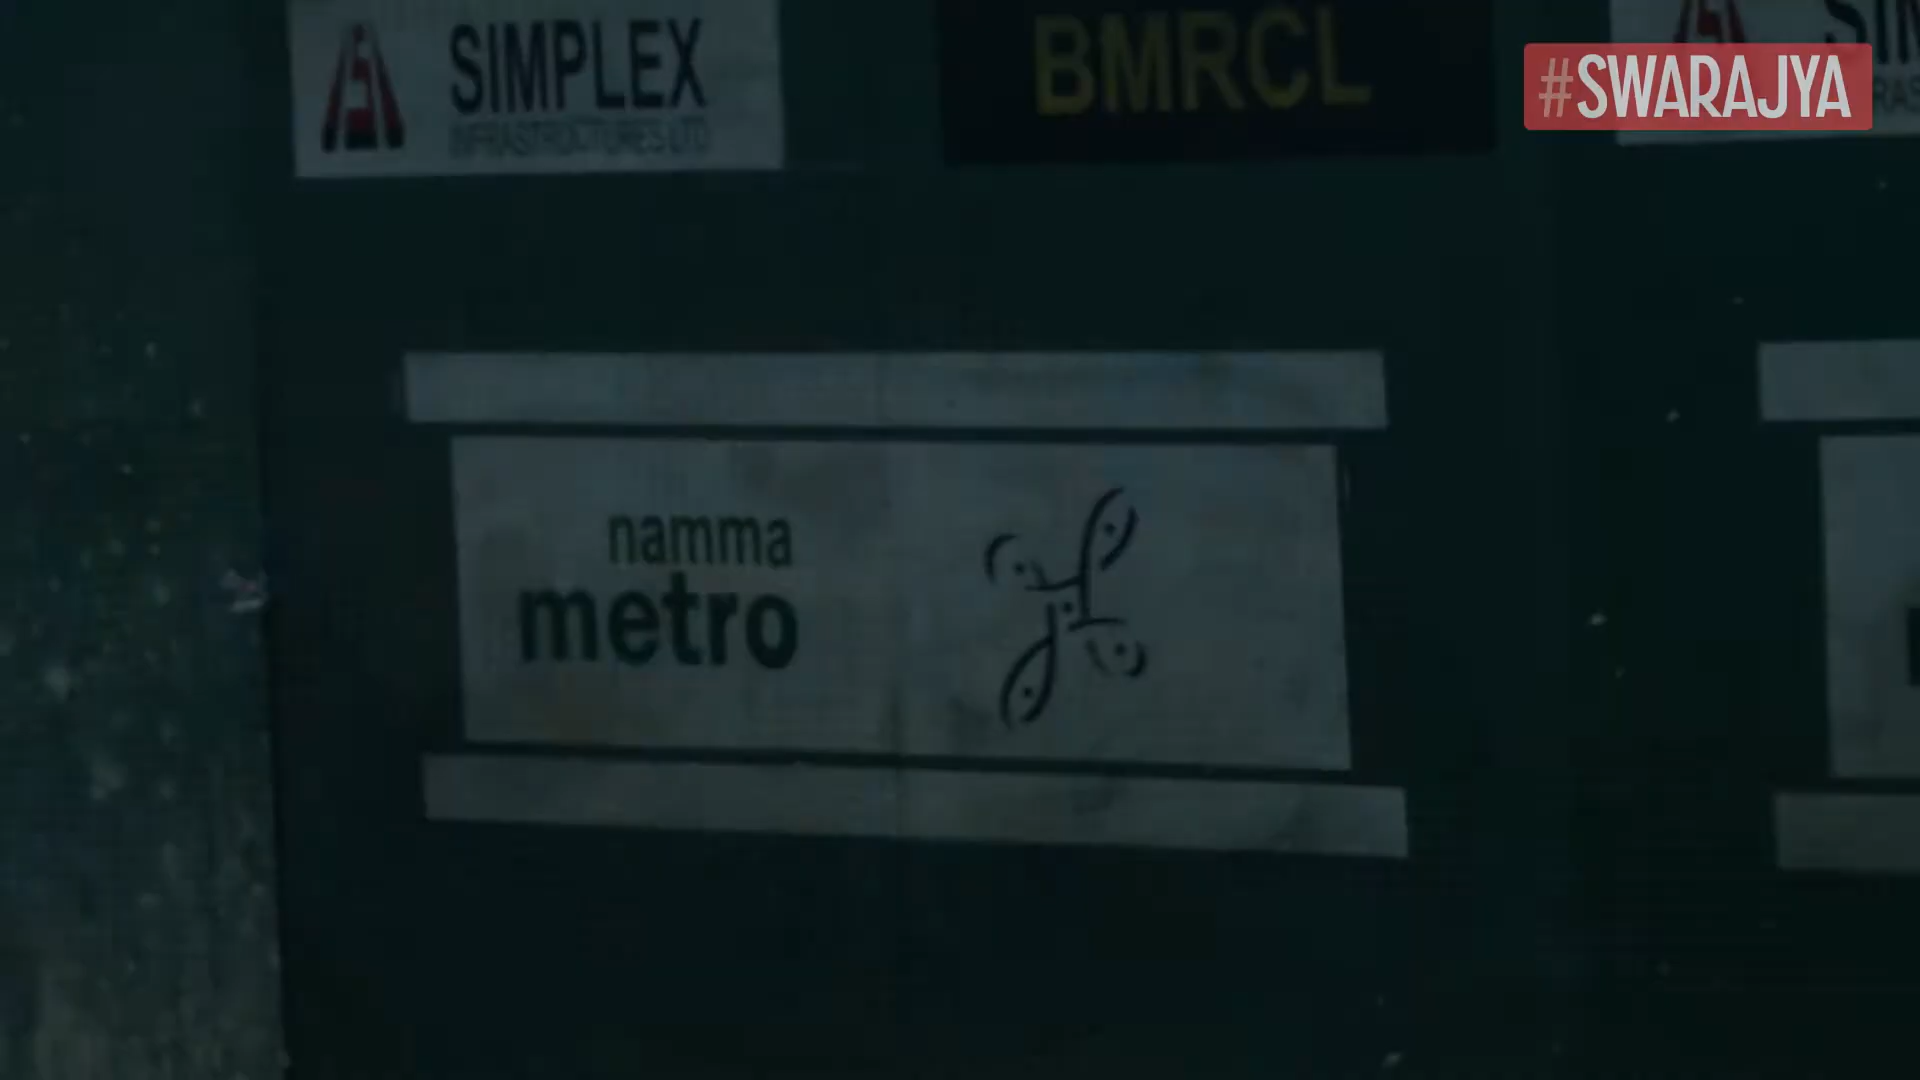 SIMPLEX
INFRASTRUCTURES LTD
BMRCL
#SWARAJYA
namma
metro